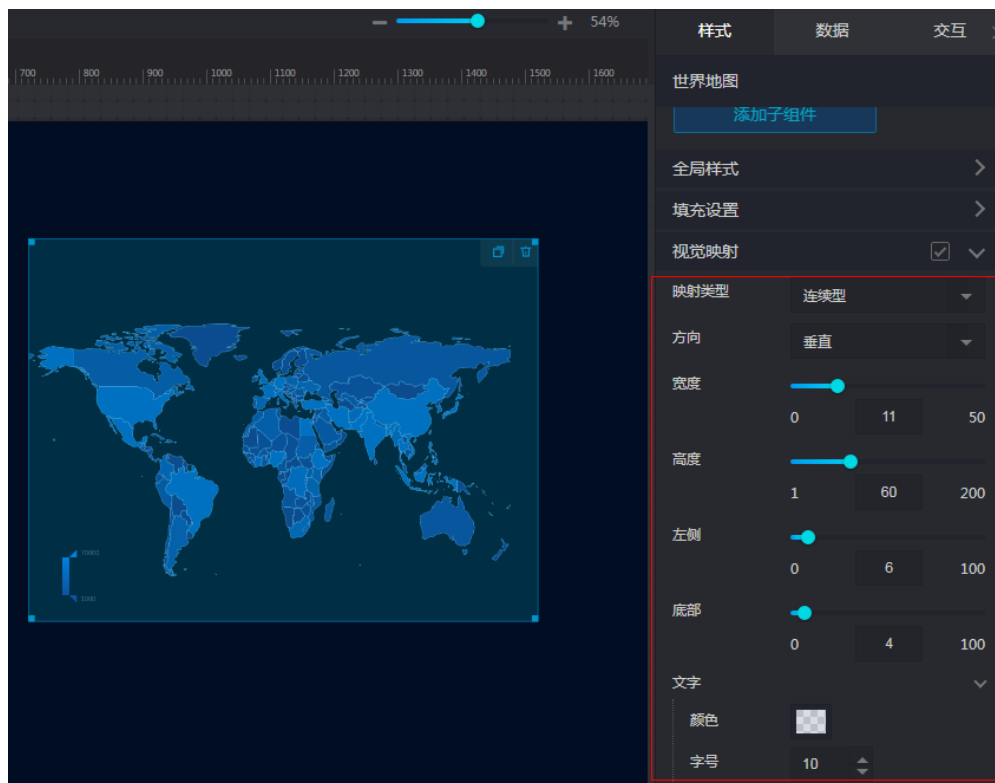 54%
700 800 900 1000 1100 1200 1300 1400 1500 1600
70000
1000
样式 数据 交互
世界地图
添加子组件
全局样式
填充设置
视觉映射
映射类型 连续型
方向 垂直
宽度
0 11 50
高度
1 60 200
左侧
0 6 100
底部
0 4 100
文字
颜色
字号 10